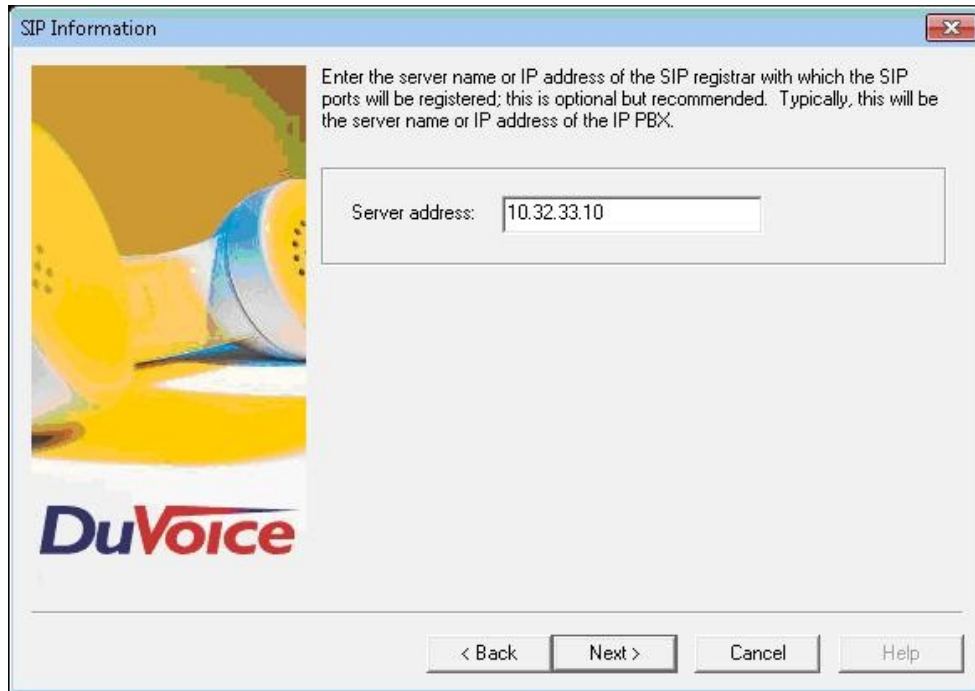 SIP Information
Enter the server name or IP address of the SIP registrar with which the SIP
ports will be registered; this is optional but recommended. Typically, this will be
the server name or IP address of the IP PBX.
Server address: 10.32.33.10
DuVoice
< Back Next > Cancel Help